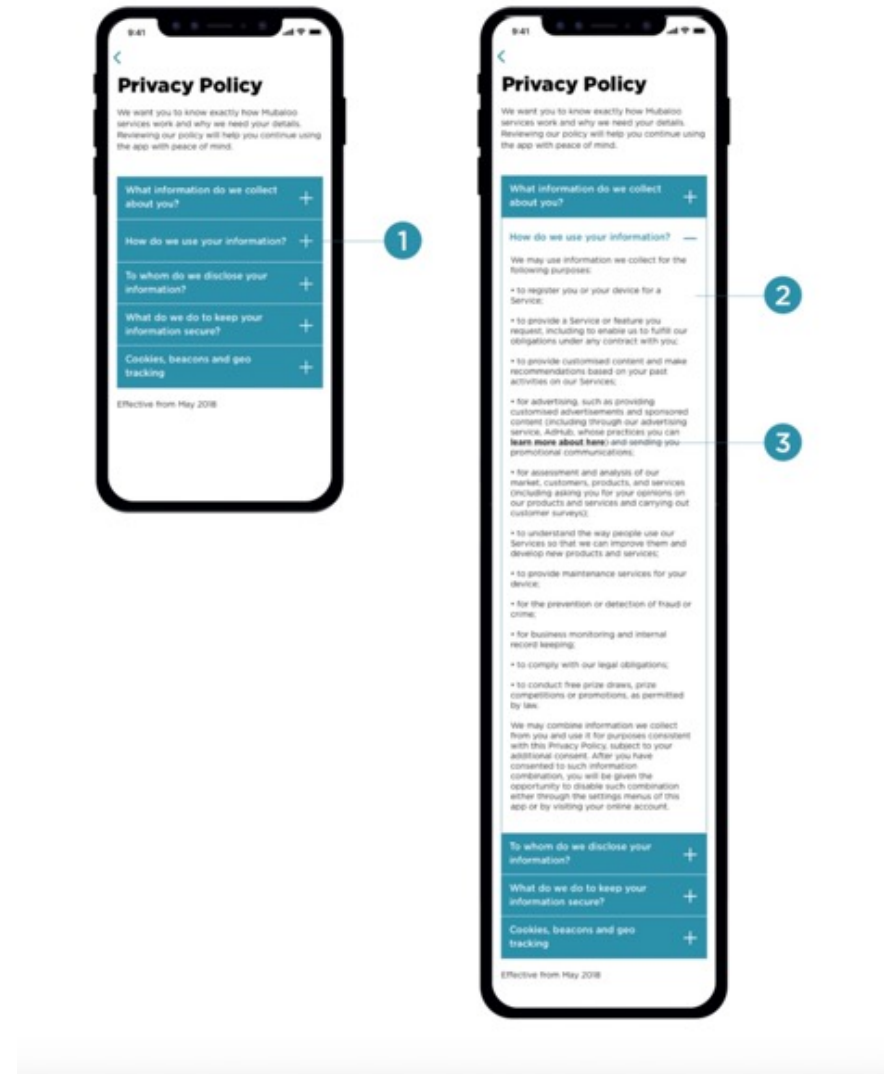 9:41
Privacy Policy
We want you to know exactly how Mubaloo
services work and why we need your details.
Reviewing our policy will help you continue using
the app with peace of mind.
What information do we collect
about you?
How do we use your information?
1
To whom do we disclose your
information?
What do we do to keep your
information secure?
Cookies, beacons and geo
tracking
Effective from May 2018
9:41
Privacy Policy
We want you to know exactly how Mubaloo
services work and why we need your details.
Reviewing our policy will help you continue using
the app with peace of mind.
What information do we collect
about you?
How do we use your information?
We may use information we collect for the
following purposes:
• to register you or your device for a
Service;
2
• to provide a Service or feature you
request, including to enable us to fulfill our
obligations under any contract with you;
• to provide customised content and make
recommendations based on your past
activities on our Services;
• for advertising, such as providing
customised advertisements and sponsored
content (including through our advertising
service, AdHub, whose practices you can
learn more about here) and sending you
3
promotional communications;
• for assessment and analysis of our
market, customers, products, and services
(including asking you for your opinions on
our products and services and carrying out
customer surveys);
• to understand the way people use our
Services so that we can improve them and
develop new products and services;
• to provide maintenance services for your
device;
• for the prevention or detection of fraud or
crime;
• for business monitoring and internal
record keeping;
• to comply with our legal obligations;
• to conduct free prize draws, prize
competitions or promotions, as permitted
by law.
We may combine information we collect
from you and use it for purposes consistent
with this Privacy Policy, subject to your
additional consent. After you have
consented to such information
combination, you will be given the
opportunity to disable such combination
either through the settings menus of this
app or by visiting your online account.
To whom do we disclose your
information?
What do we do to keep your
information secure?
Cookies, beacons and geo
tracking
Effective from May 2018